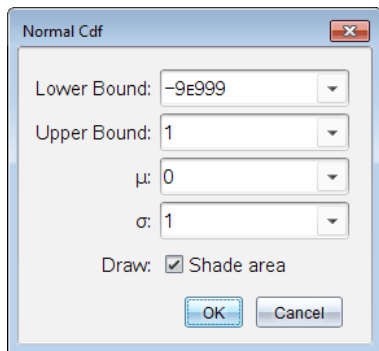 Normal Cdf
Lower Bound: -9E999
Upper Bound: 1
μ: 0
σ: 1
Draw: Shade area
OK Cancel